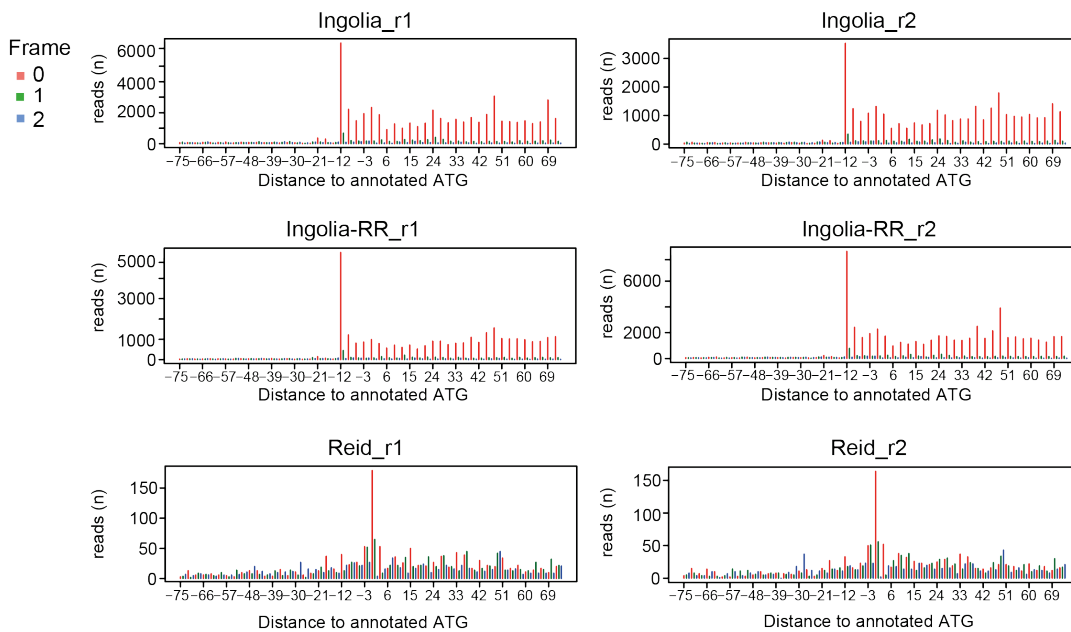 Frame
0
1
2
Ingolia_r1
reads (n)
6000
4000
2000
0
−75 −66 −57 −48 −39 −30 −21 −12 −3 6 15 24 33 42 51 60 69
Distance to annotated ATG
Ingolia_r2
reads (n)
3000
2000
1000
0
−75 −66 −57 −48 −39 −30 −21 −12 −3 6 15 24 33 42 51 60 69
Distance to annotated ATG
Ingolia-RR_r1
reads (n)
5000
3000
1000
0
−75 −66 −57 −48 −39 −30 −21 −12 −3 6 15 24 33 42 51 60 69
Distance to annotated ATG
Ingolia-RR_r2
reads (n)
6000
2000
0
−75 −66 −57 −48 −39 −30 −21 −12 −3 6 15 24 33 42 51 60 69
Distance to annotated ATG
Reid_r1
reads (n)
150
100
50
0
−75 −66 −57 −48 −39 −30 −21 −12 −3 6 15 24 33 42 51 60 69
Distance to annotated ATG
Reid_r2
reads (n)
150
100
50
0
−75 −66 −57 −48 −39 −30 −21 −12 −3 6 15 24 33 42 51 60 69
Distance to annotated ATG